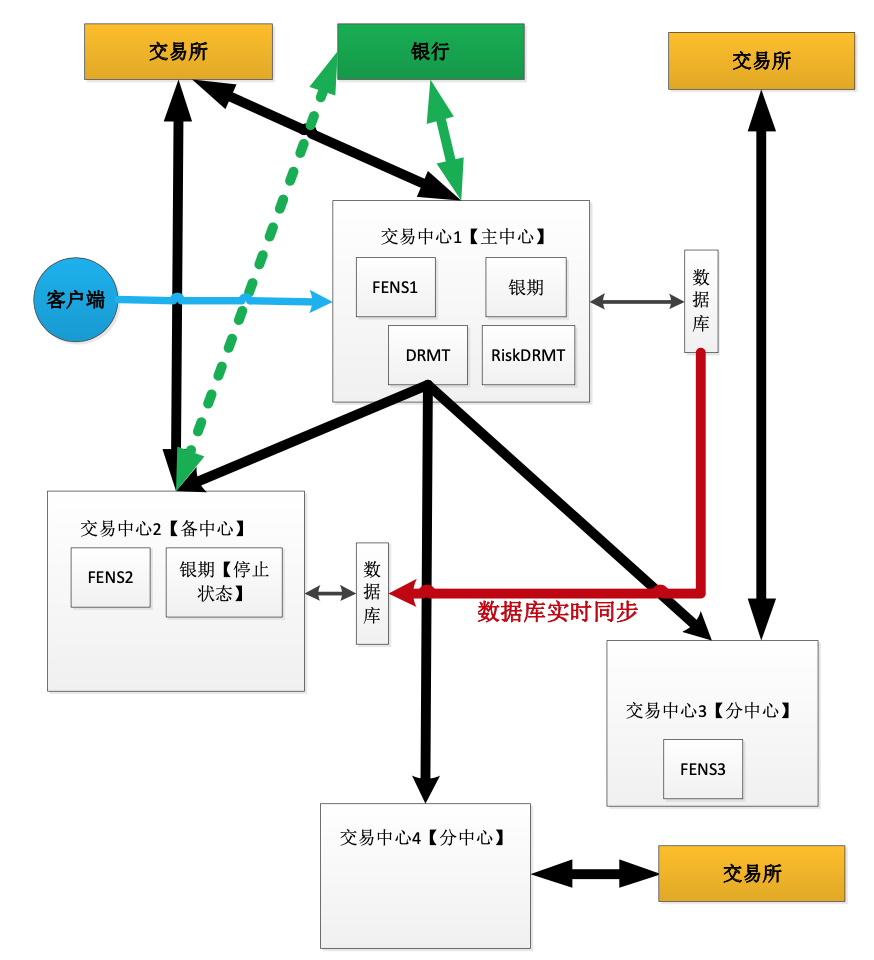 交易所
银行
交易所
交易中心1【主中心】
客户端
FENS1
银期
数
据
库
DRMT
RiskDRMT
交易中心2【备中心】
FENS2
银期【停止
状态】
数
据
库
数据库实时同步
交易中心3【分中心】
FENS3
交易中心4【分中心】
交易所